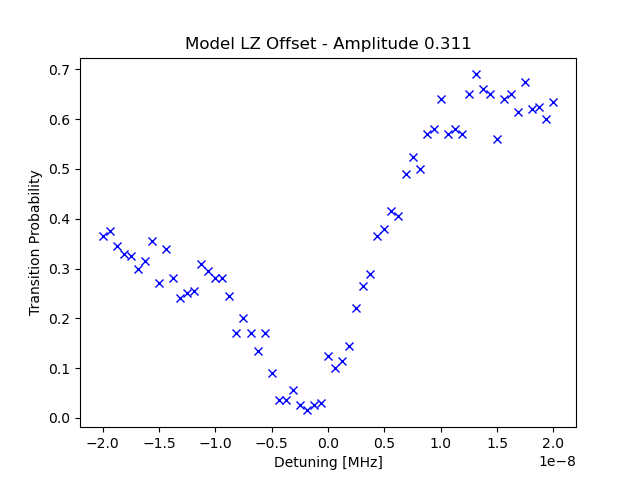 Model LZ Offset - Amplitude 0.311
Transition Probability
0.7
0.6
0.5
0.4
0.3
0.2
0.1
0.0
−2.0 −1.5 −1.0 −0.5 0.0 0.5 1.0 1.5 2.0
1e−8
Detuning [MHz]